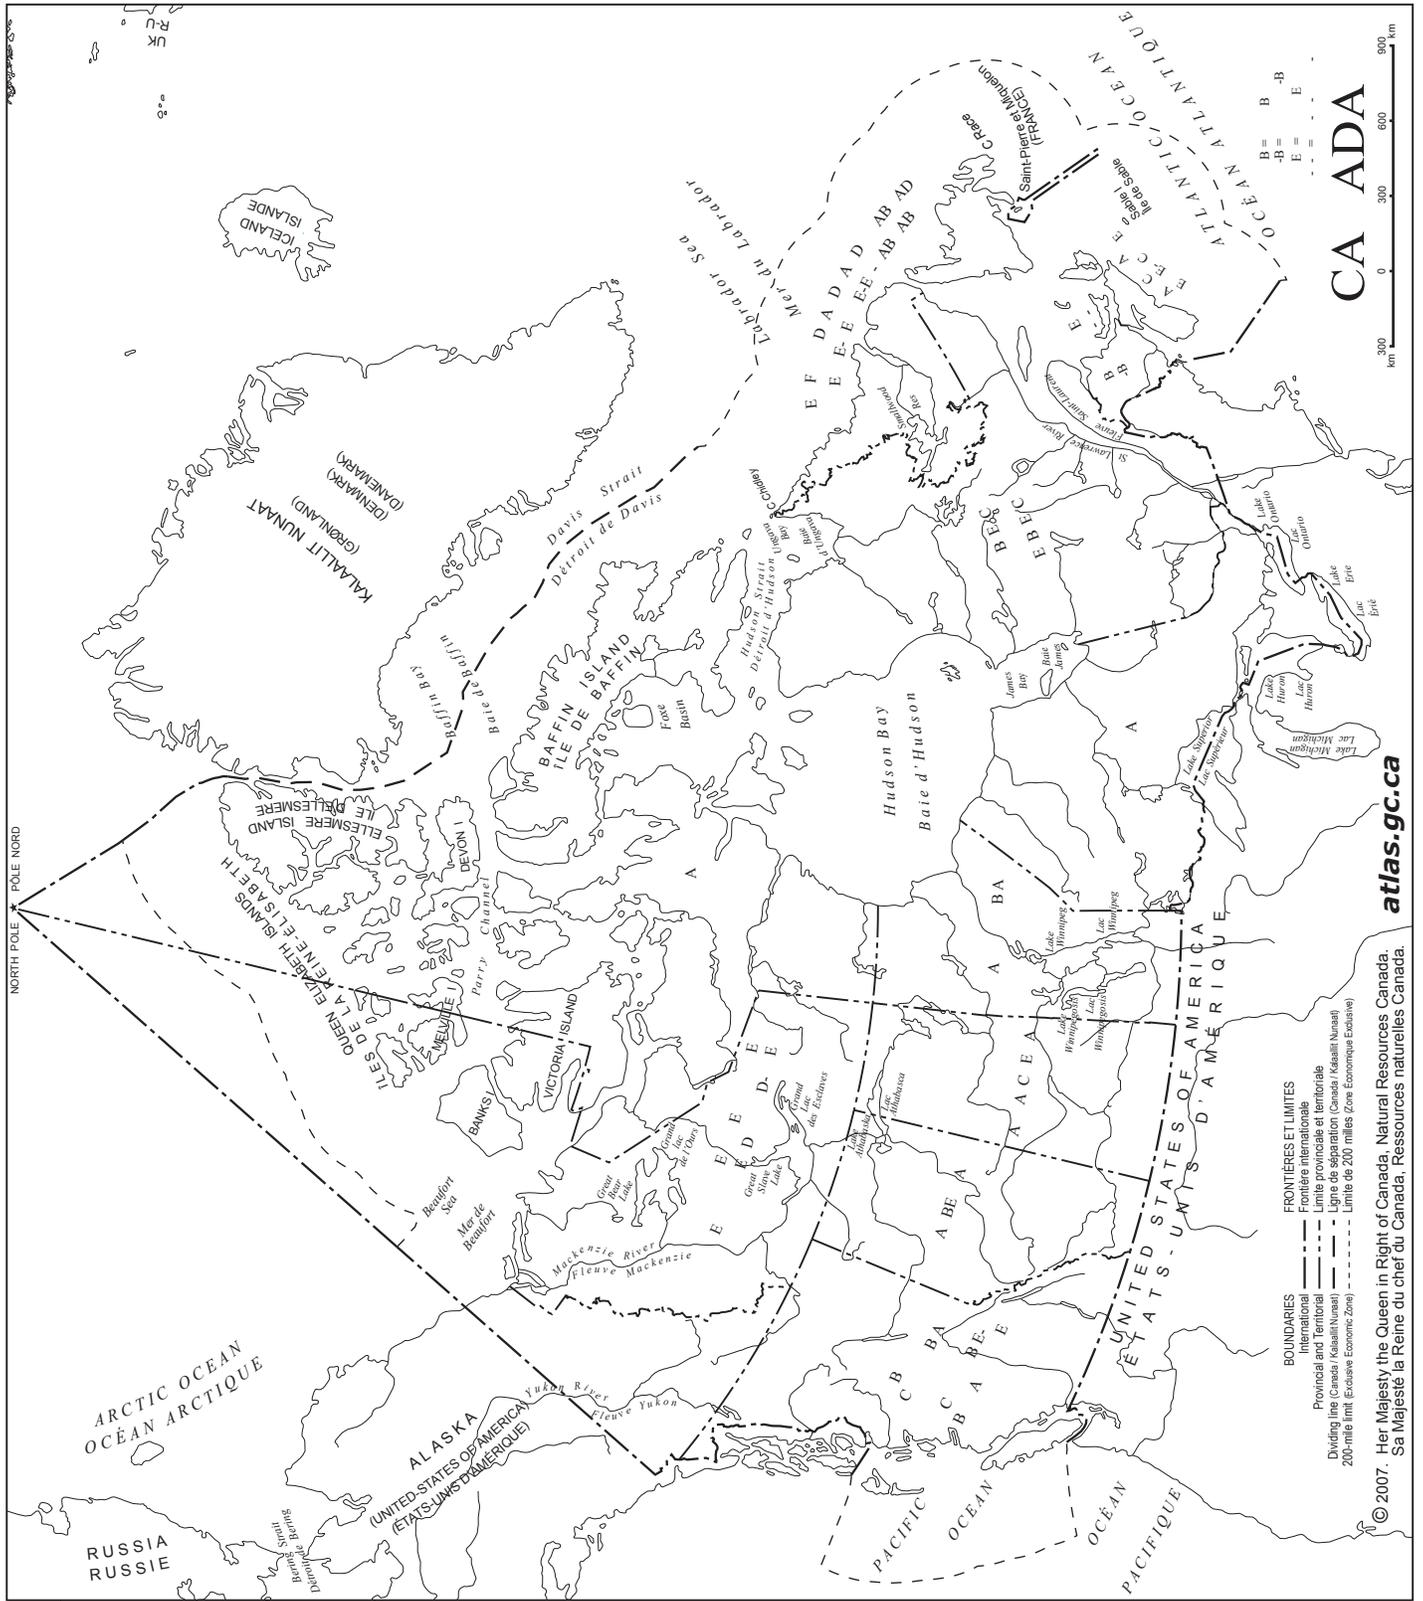 NORTH POLE PÔLE NORD
ARCTIC OCEAN
OCÉAN ARCTIQUE
RUSSIA
RUSSIE
Bering Strait
Détroit de Bering
ALASKA
(UNITED-STATES OF AMERICA)
(ÉTATS-UNIS D'AMÉRIQUE)
Yukon River
Fleuve Yukon
Beaufort
Sea
Mer de
Beaufort
Mackenzie River
Fleuve Mackenzie
QUEEN ELIZABETH ISLANDS
ÎLES DE LA REINE-ÉLISABETH
ELLESMERE ISLAND
ILE D'ELLESMERE
DEVON I
MELVILLE I
Parry Channel
BANKS I
VICTORIA ISLAND
Great
Bear
Lake
Grand
lac
de l'Ours
Great
Slave
Lake
Grand
Lac
des Esclaves
Lake
Athabaska
Lac
Athabasca
KALAALLIT NUNAAT
(GRØNLAND)
(DENMARK)
(DANEMARK)
ICELAND
ISLANDE
UK
R-U
Baffin Bay
Baie de Baffin
Davis Strait
Détroit de Davis
BAFFIN ISLAND
ÎLE DE BAFFIN
Foxe
Basin
Hudson Strait
Détroit d'Hudson
Ungava
Bay
Baie
d'Ungava
C Chidley
Labrador Sea
Mer du Labrador
Hudson Bay
Baie d'Hudson
James
Bay
Baie
James
Smallwood
Res
E F DADAD AB AD
E E-E E-E - AB AB
C Race
Saint-Pierre et Miquelon
(FRANCE)
Sable I
Île de Sable
ATLANTIC OCEAN
OCÉAN ATLANTIQUE
St Lawrence River
Fleuve Saint-Laurent
Lake
Winnipeg
Lac
Winnipeg
Lake
Winnipegosis
Lac
Winnipegosis
Lake Superior
Lac Supérieur
Lake Michigan
Lac Michigan
Lake
Huron
Lac
Huron
Lake
Erie
Lac
Érié
Lake
Ontario
Lac
Ontario
UNITED STATES OF AMERICA
ÉTATS-UNIS D'AMÉRIQUE
PACIFIC
OCEAN
OCÉAN
PACIFIQUE
BOUNDARIES FRONTIÈRES ET LIMITES
International Frontière internationale
Provincial and Territorial Limite provinciale et territoriale
Dividing line (Canada / Kalaallit Nunaat) Ligne de séparation (Canada / Kalaallit Nunaat)
200-mile limit (Exclusive Economic Zone) Limite de 200 milles (Zone Économique Exclusive)
© 2007. Her Majesty the Queen in Right of Canada, Natural Resources Canada.
Sa Majesté la Reine du chef du Canada, Ressources naturelles Canada.
atlas.gc.ca
CA ADA
km 300 0 300 600 900 km